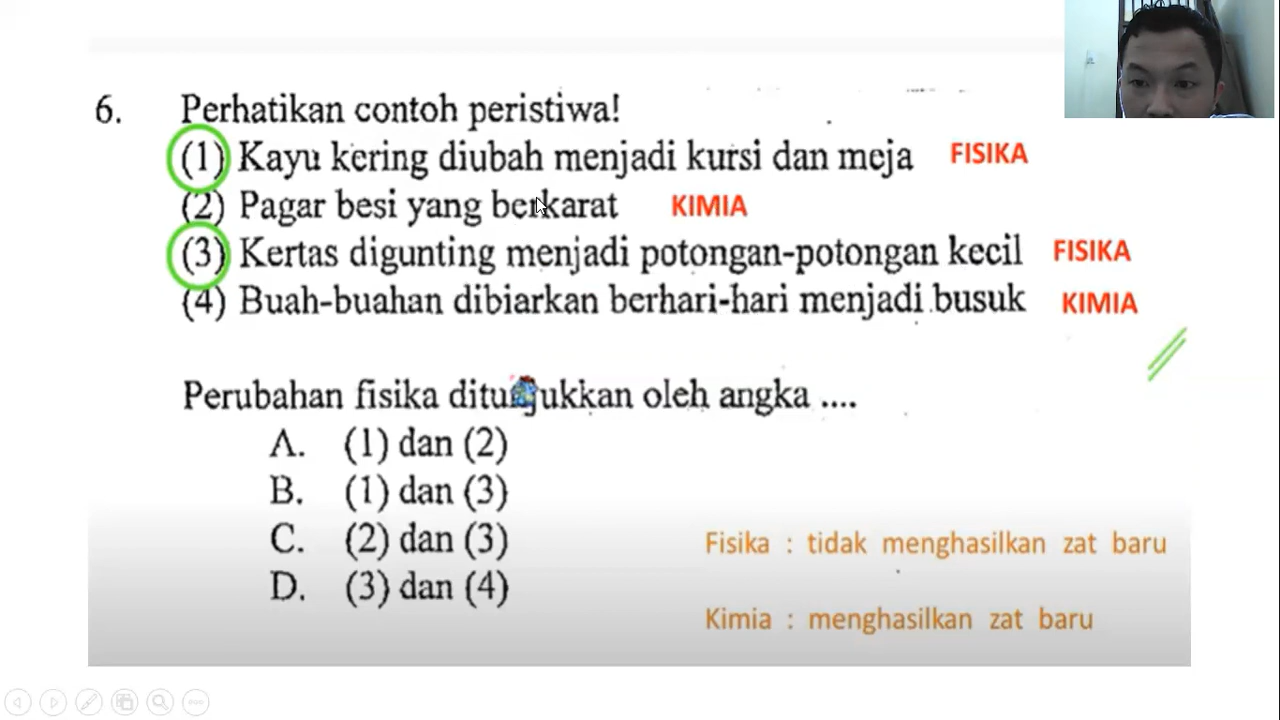 6. Perhatikan contoh peristiwa!
(1) Kayu kering diubah menjadi kursi dan meja FISIKA
(2) Pagar besi yang berkarat KIMIA
(3) Kertas digunting menjadi potongan-potongan kecil FISIKA
(4) Buah-buahan dibiarkan berhari-hari menjadi busuk KIMIA
Perubahan fisika ditunjukkan oleh angka ....
A. (1) dan (2)
B. (1) dan (3)
C. (2) dan (3)
D. (3) dan (4)
Fisika : tidak menghasilkan zat baru
Kimia : menghasilkan zat baru